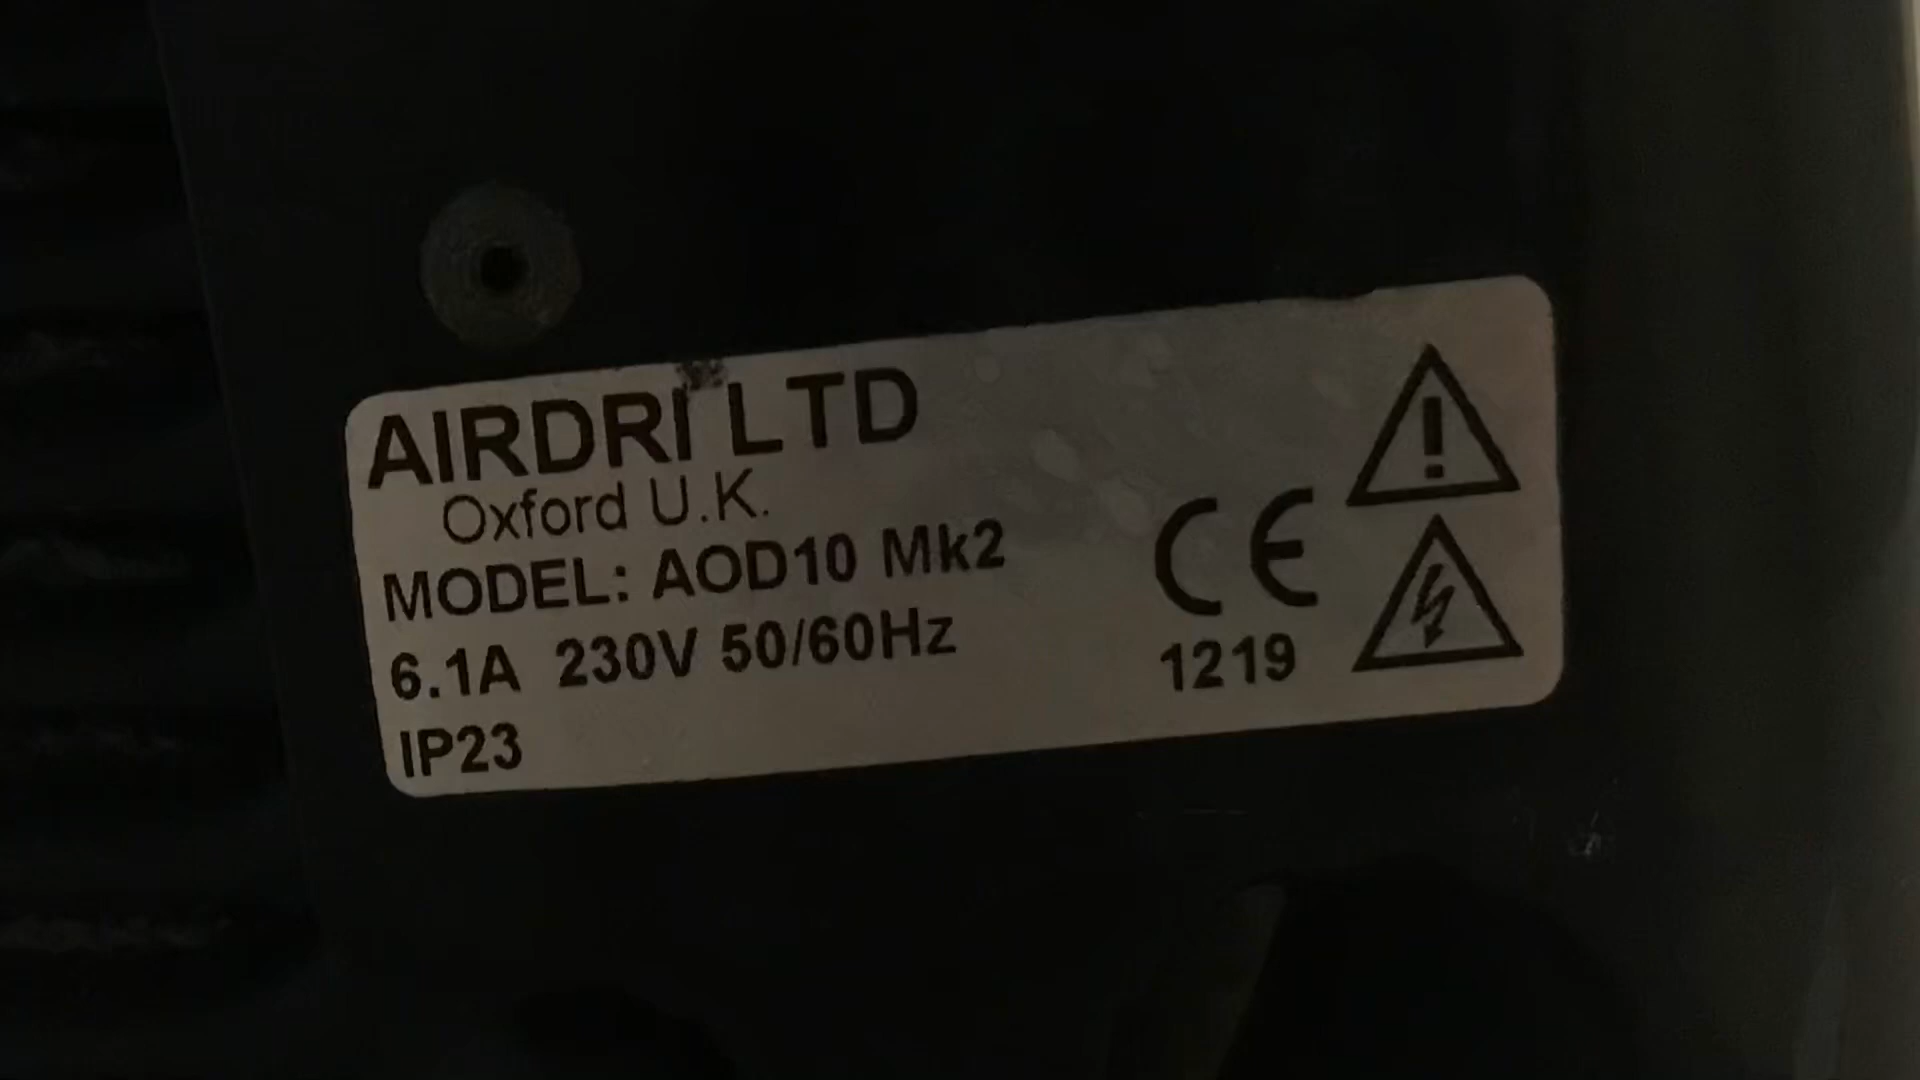 AIRDRI LTD
Oxford U.K.
MODEL: AOD10 Mk2
6.1A 230V 50/60Hz
IP23
CE
1219